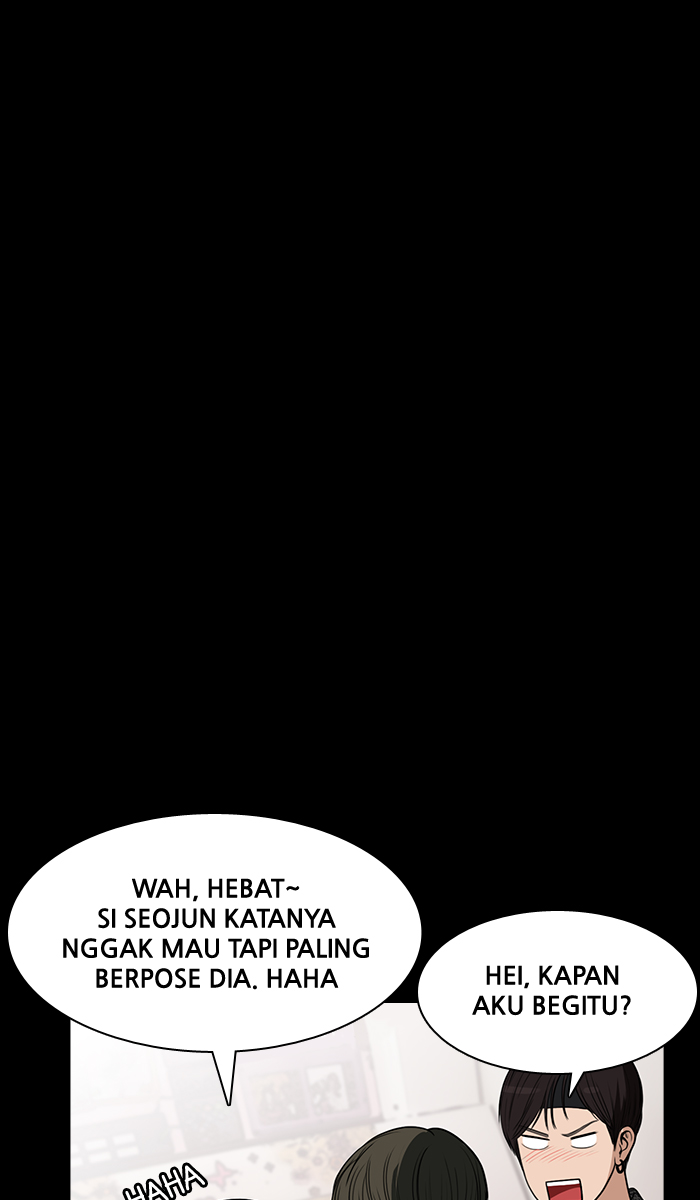 WAH, HEBAT~
SI SEOJUN KATANYA
NGGAK MAU TAPI PALING
BERPOSE DIA. HAHA
HEI, KAPAN
AKU BEGITU?
HAHA